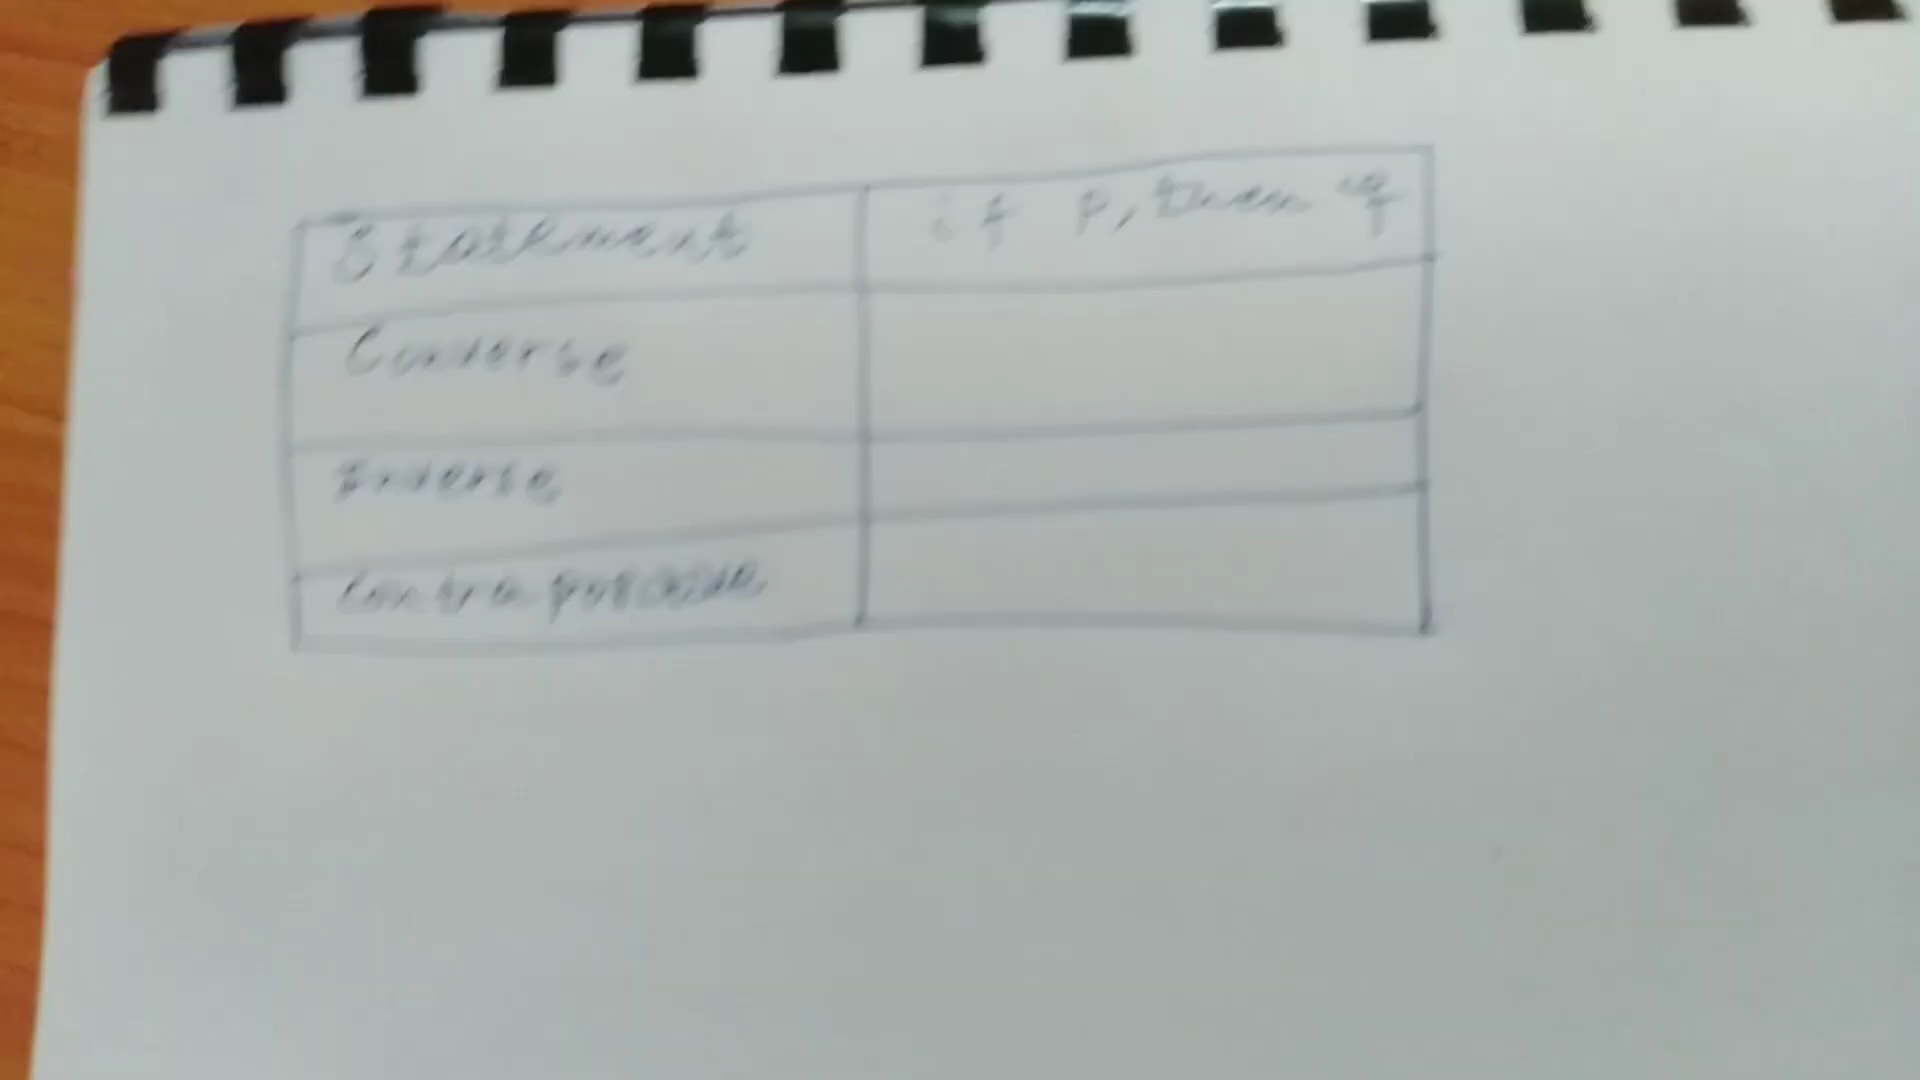 Statement if p, then q
Converse
Inverse
Contrapositive